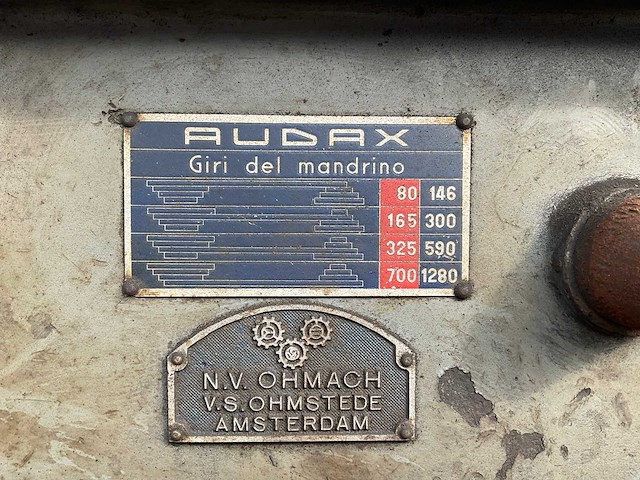 AUDAX
Giri del mandrino
80 146
165 300
325 590
700 1280
N.V. OHMACH
V.S. OHMSTEDE
AMSTERDAM